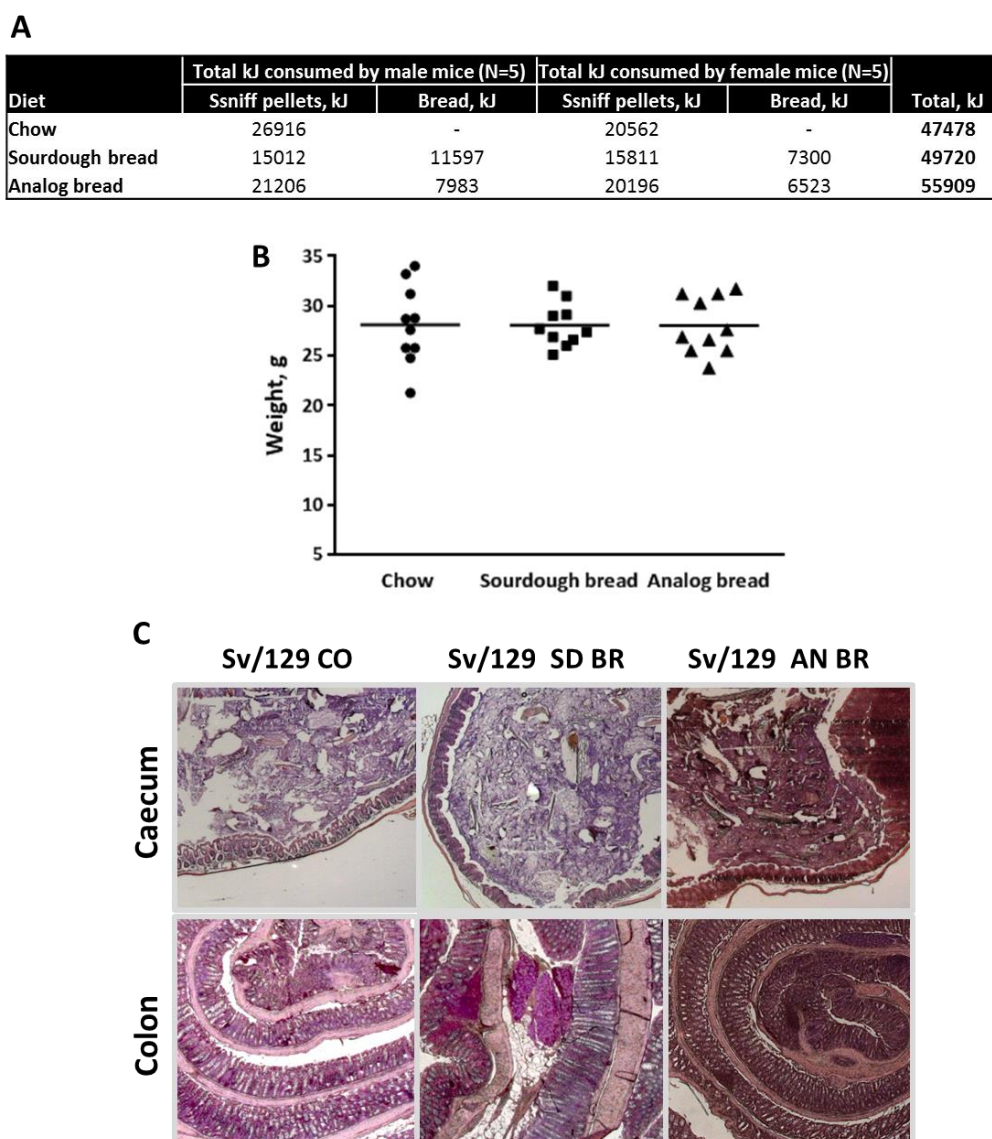 A
Total kJ consumed by male mice (N=5) Total kJ consumed by female mice (N=5)
Diet Ssniff pellets, kJ Bread, kJ Ssniff pellets, kJ Bread, kJ Total, kJ
Chow 26916 - 20562 - 47478
Sourdough bread 15012 11597 15811 7300 49720
Analog bread 21206 7983 20196 6523 55909
B
35
30
25
20
15
10
5
Weight, g
Chow Sourdough bread Analog bread
C
Sv/129 CO Sv/129 SD BR Sv/129 AN BR
Caecum
Colon